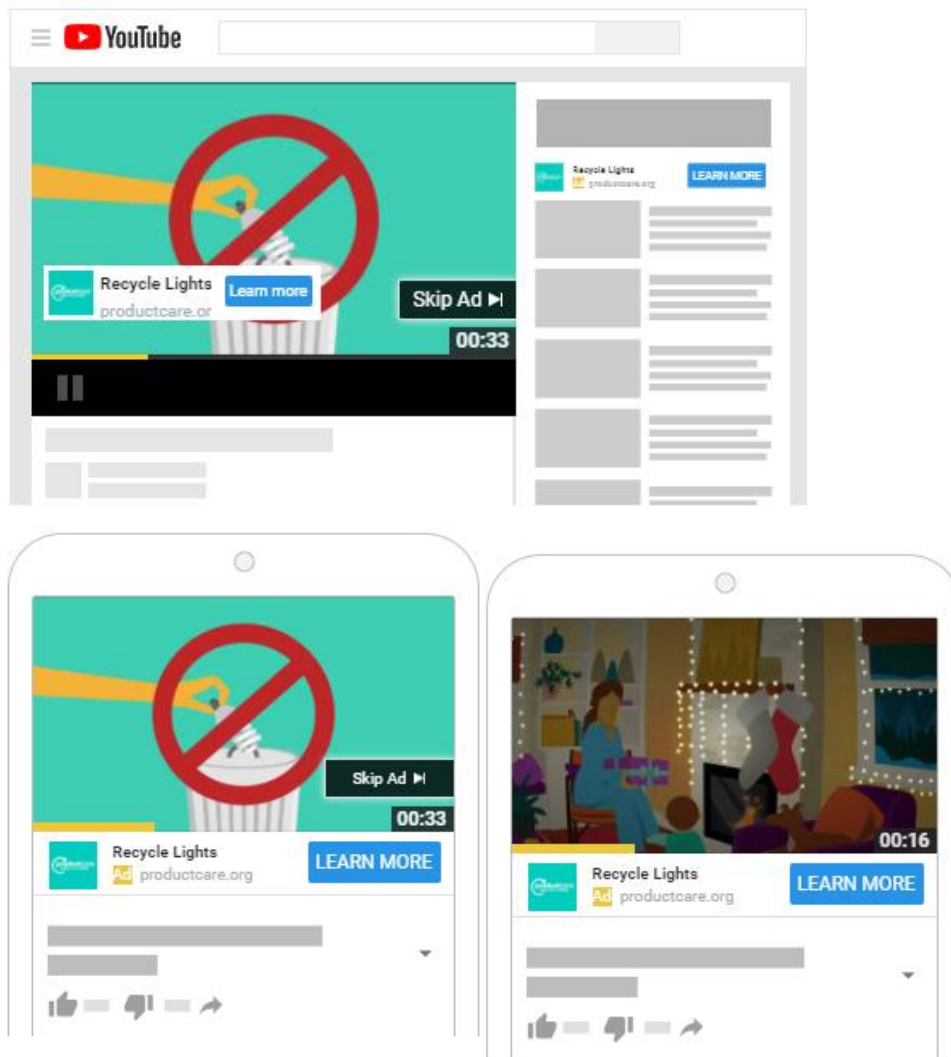 YouTube
Recycle Lights
Learn more
productcare.or
Skip Ad
00:33
Recycle Lights
productcare.org
LEARN MORE
Skip Ad
00:33
Recycle Lights
Ad productcare.org
LEARN MORE
00:16
Recycle Lights
Ad productcare.org
LEARN MORE